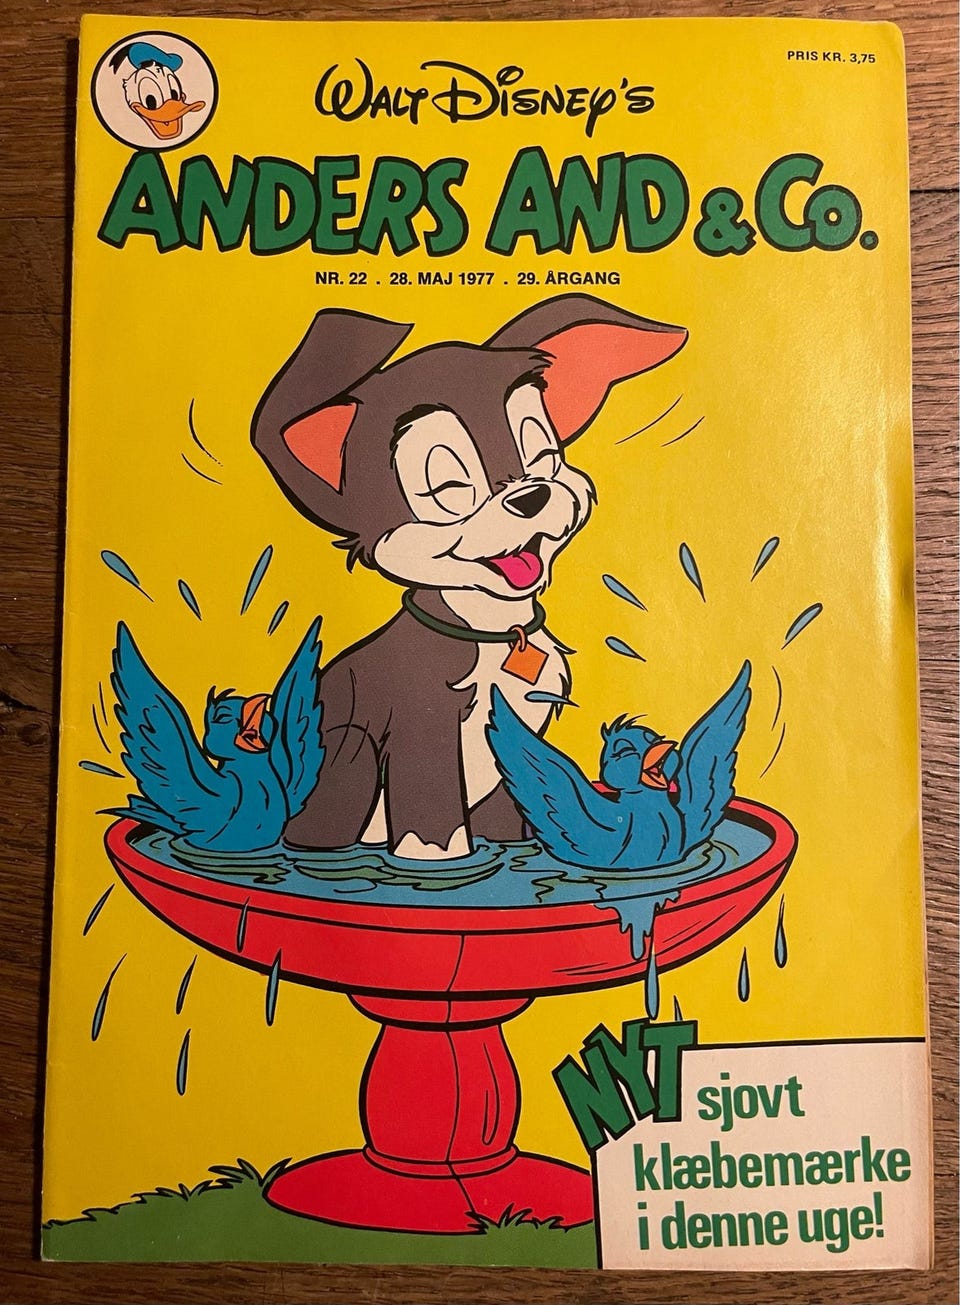 PRIS KR. 3,75
WALT DISNEY'S
ANDERS AND & CO.
NR. 22 . 28. MAJ 1977 . 29. ÅRGANG
NYT sjovt
klæbemærke
i denne uge!